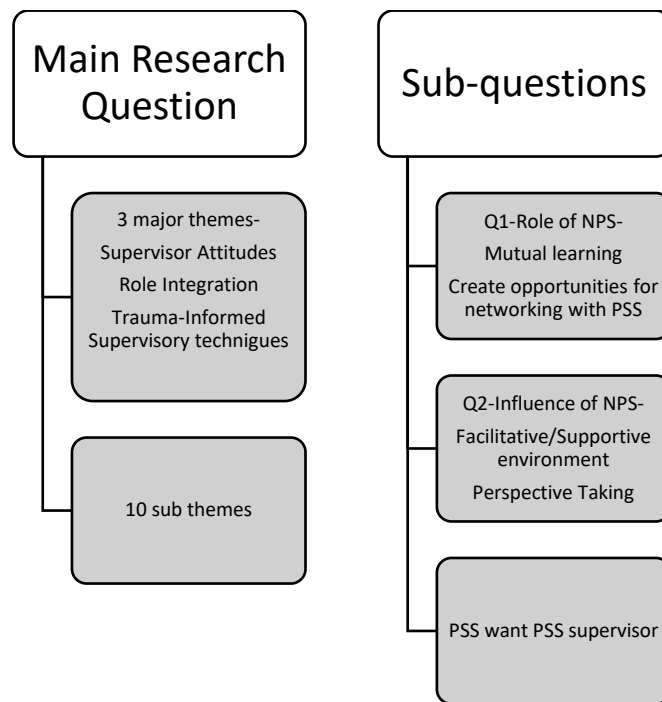 Main Research
Question
3 major themes-
Supervisor Attitudes
Role Integration
Trauma-Informed
Supervisory technigues
10 sub themes
Sub-questions
Q1-Role of NPS-
Mutual learning
Create opportunities for
networking with PSS
Q2-Influence of NPS-
Facilitative/Supportive
environment
Perspective Taking
PSS want PSS supervisor